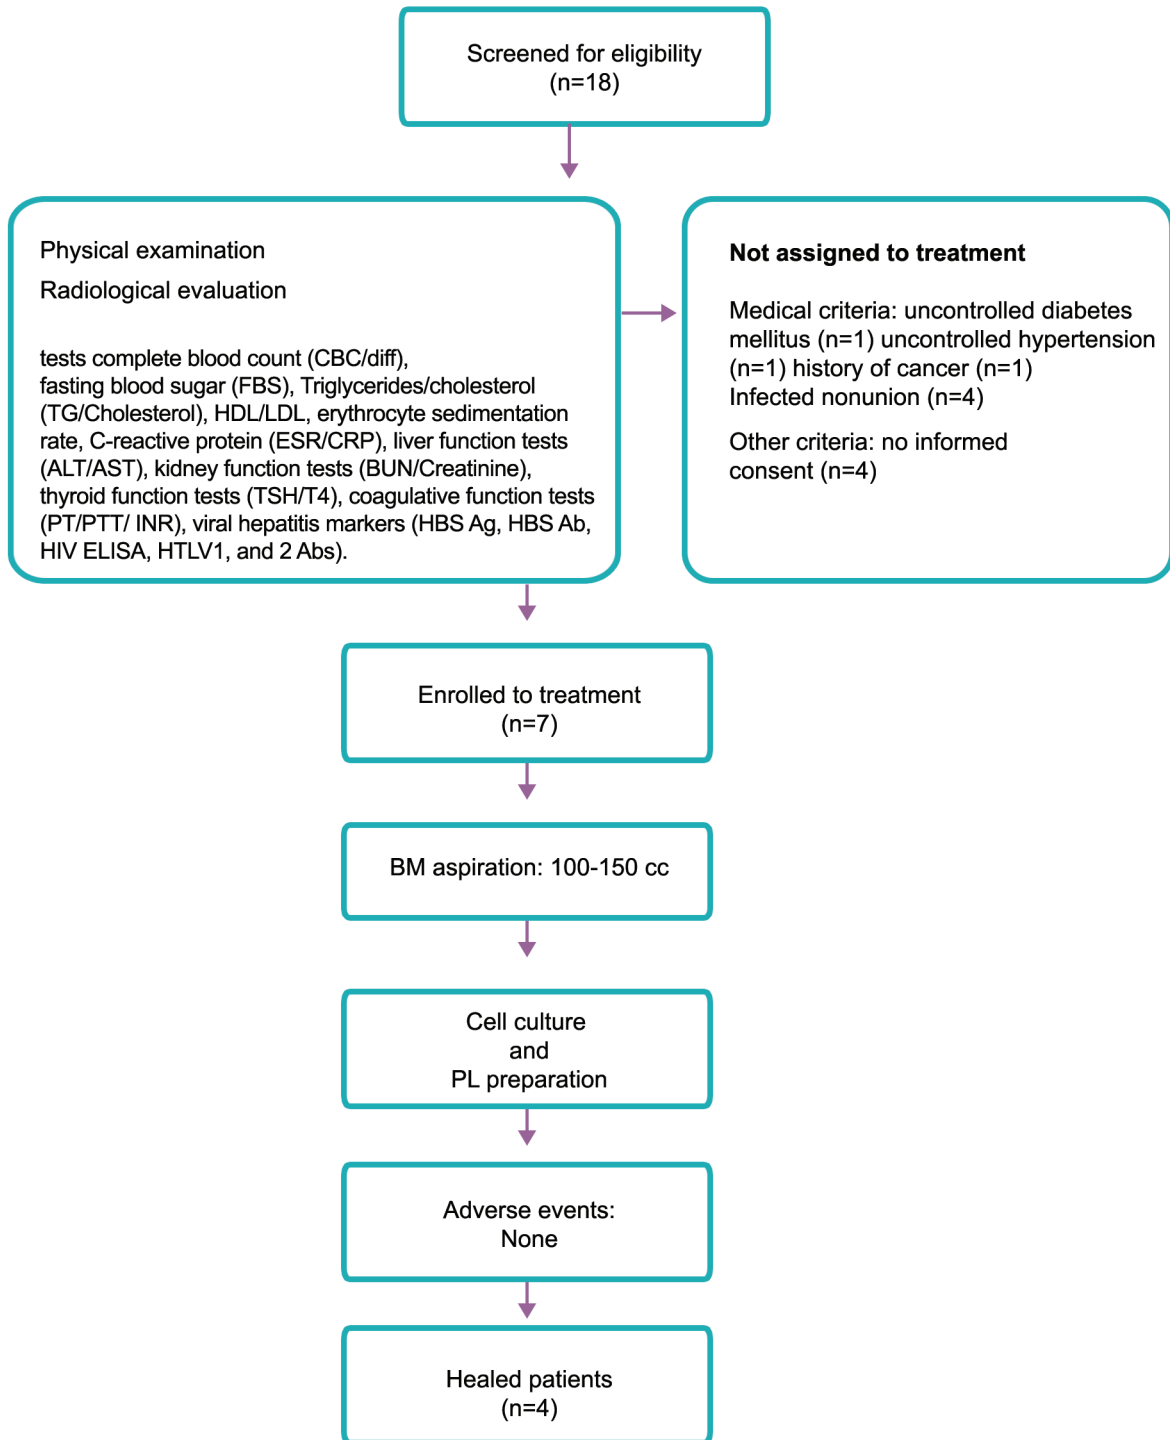 Screened for eligibility
(n=18)
Physical examination
Radiological evaluation
tests complete blood count (CBC/diff),
fasting blood sugar (FBS), Triglycerides/cholesterol
(TG/Cholesterol), HDL/LDL, erythrocyte sedimentation
rate, C-reactive protein (ESR/CRP), liver function tests
(ALT/AST), kidney function tests (BUN/Creatinine),
thyroid function tests (TSH/T4), coagulative function tests
(PT/PTT/ INR), viral hepatitis markers (HBS Ag, HBS Ab,
HIV ELISA, HTLV1, and 2 Abs).
Not assigned to treatment
Medical criteria: uncontrolled diabetes
mellitus (n=1) uncontrolled hypertension
(n=1) history of cancer (n=1)
Infected nonunion (n=4)
Other criteria: no informed
consent (n=4)
Enrolled to treatment
(n=7)
BM aspiration: 100-150 cc
Cell culture
and
PL preparation
Adverse events:
None
Healed patients
(n=4)